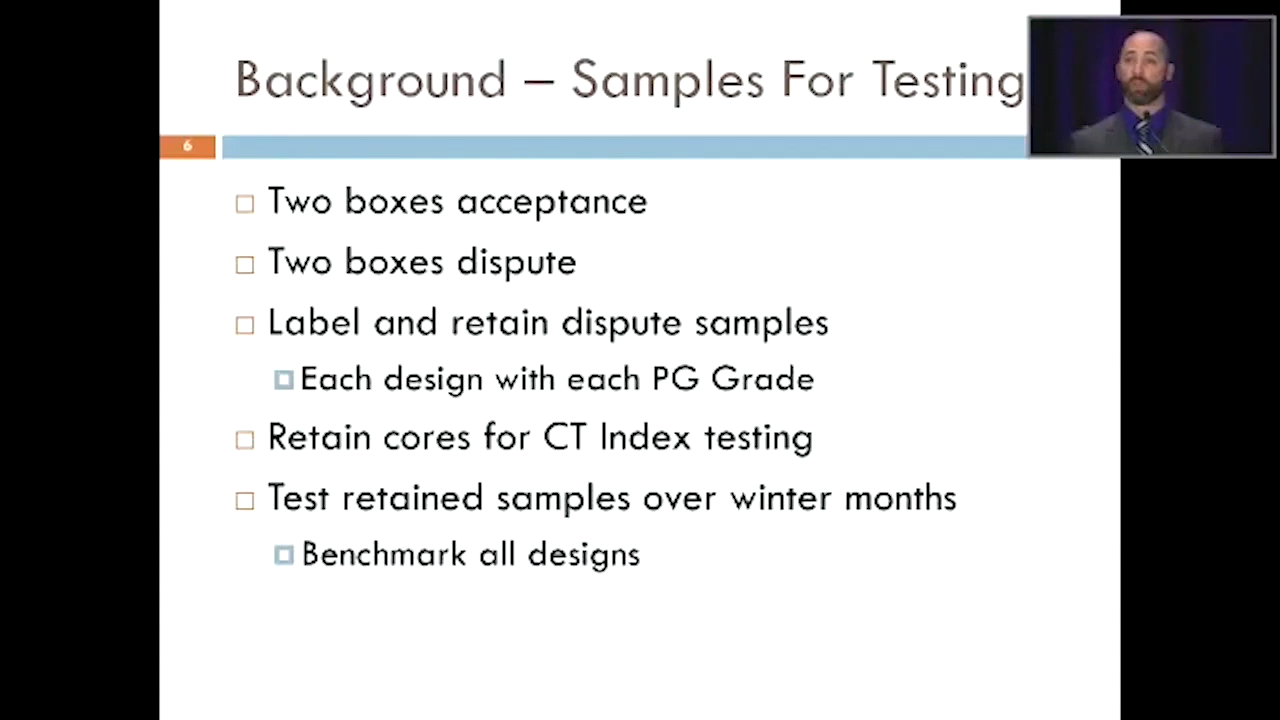 Background – Samples For Testing
6
Two boxes acceptance
Two boxes dispute
Label and retain dispute samples
Each design with each PG Grade
Retain cores for CT Index testing
Test retained samples over winter months
Benchmark all designs